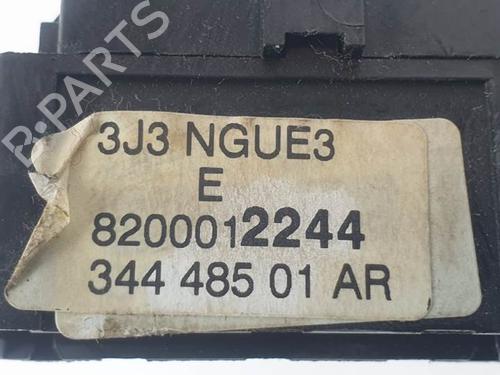 B-PARTS
3J3 NGUE3
E
8200012244
344 485 01 AR